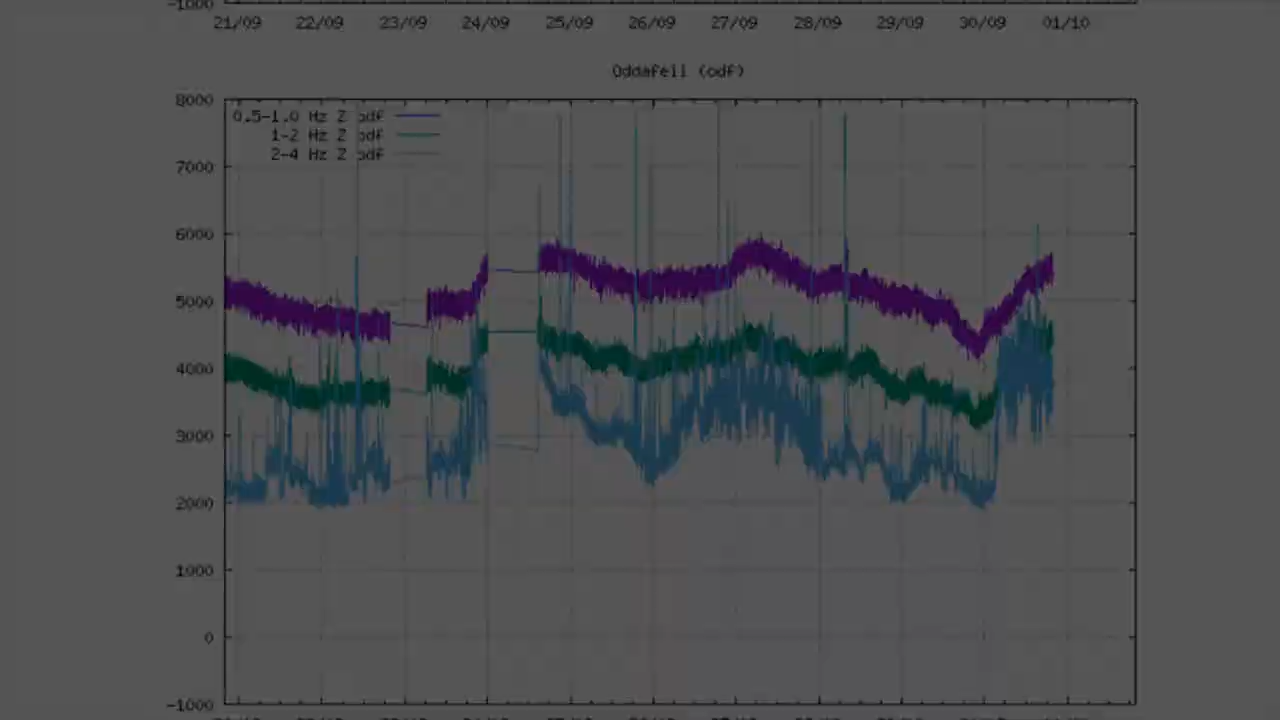 -1000
21/09 22/09 23/09 24/09 25/09 26/09 27/09 28/09 29/09 30/09 01/10
Oddafell (odf)
8000
0.5-1.0 Hz Z odf
1-2 Hz Z odf
2-4 Hz Z odf
7000
6000
5000
4000
3000
2000
1000
0
-1000